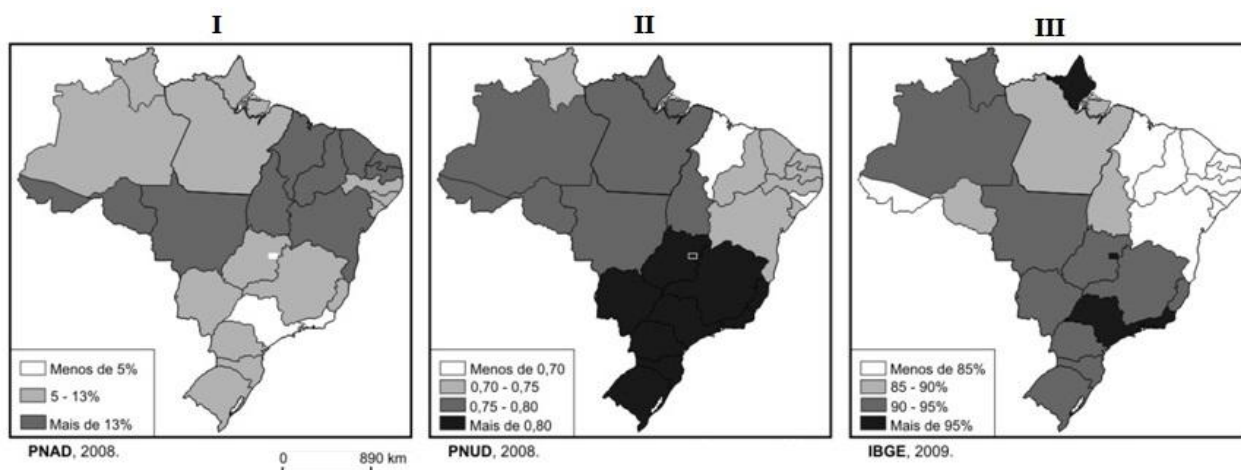 I
II
III
Menos de 5%
5 - 13%
Mais de 13%
PNAD, 2008.
0 890 km
Menos de 0,70
0,70 - 0,75
0,75 - 0,80
Mais de 0,80
PNUD, 2008.
Menos de 85%
85 - 90%
90 - 95%
Mais de 95%
IBGE, 2009.